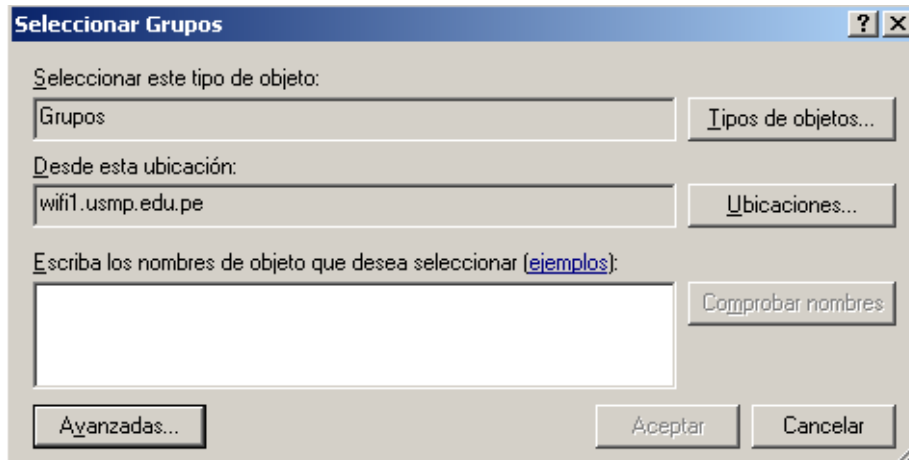 Seleccionar Grupos
Seleccionar este tipo de objeto:
Grupos
Tipos de objetos...
Desde esta ubicación:
wifi1.usmp.edu.pe
Ubicaciones...
Escriba los nombres de objeto que desea seleccionar (ejemplos):
Comprobar nombres
Avanzadas...
Aceptar
Cancelar